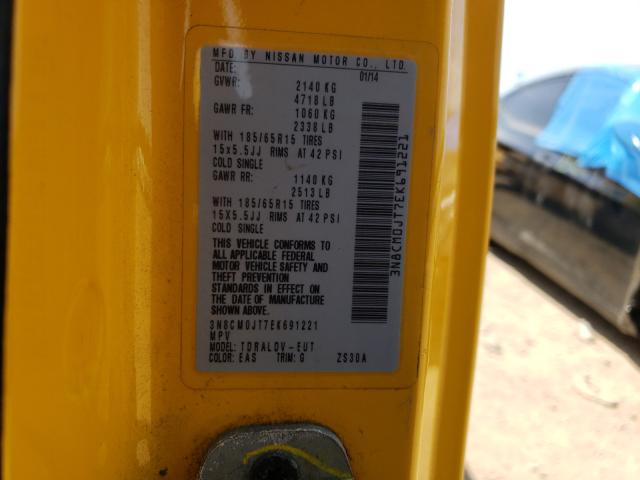 MFD BY NISSAN MOTOR CO., LTD.
DATE: 01/14
GVWR: 2140 KG
4718 LB
GAWR FR: 1060 KG
2338 LB
WITH 185/65R15 TIRES
15x5.5JJ RIMS AT 42 PSI
COLD SINGLE
GAWR RR: 1140 KG
2513 LB
WITH 185/65R15 TIRES
15X5.5JJ RIMS AT 42 PSI
COLD SINGLE
THIS VEHICLE CONFORMS TO
ALL APPLICABLE FEDERAL
MOTOR VEHICLE SAFETY AND
THEFT PREVENTION
STANDARDS IN EFFECT ON
THE DATE OF MANUFACTURE
SHOWN ABOVE.
3N8CM0JT7EK691221
MPV
MODEL: TDRALDV-EUT
COLOR: EAS TRIM: G ZS30A
3N8CM0JT7EK691221